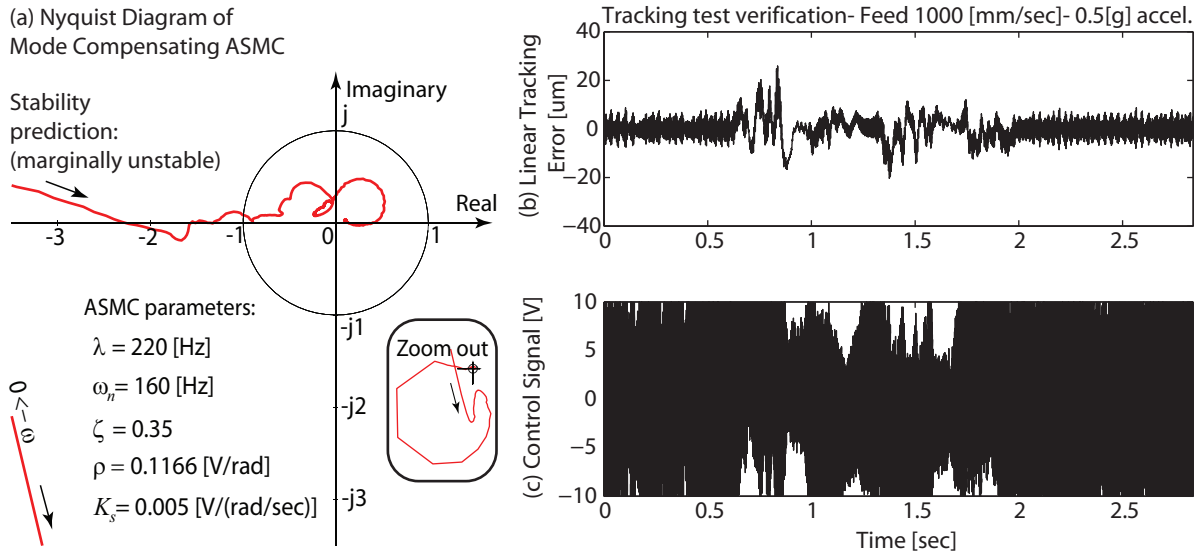 (a) Nyquist Diagram of
Mode Compensating ASMC
Stability
prediction:
(marginally unstable)
Imaginary
j
Real
-3
-2
-1
0
1
-j1
-j2
-j3
ASMC parameters:
λ = 220 [Hz]
ωn= 160 [Hz]
ζ = 0.35
ρ = 0.1166 [V/rad]
Ks = 0.005 [V/(rad/sec)]
ω−>0
Zoom out
Tracking test verification- Feed 1000 [mm/sec]- 0.5[g] accel.
(b) Linear Tracking
Error [um]
40
20
0
−20
−40
0
0.5
1
1.5
2
2.5
(c) Control Signal [V]
10
5
0
−5
−10
0
0.5
1
1.5
2
2.5
Time [sec]